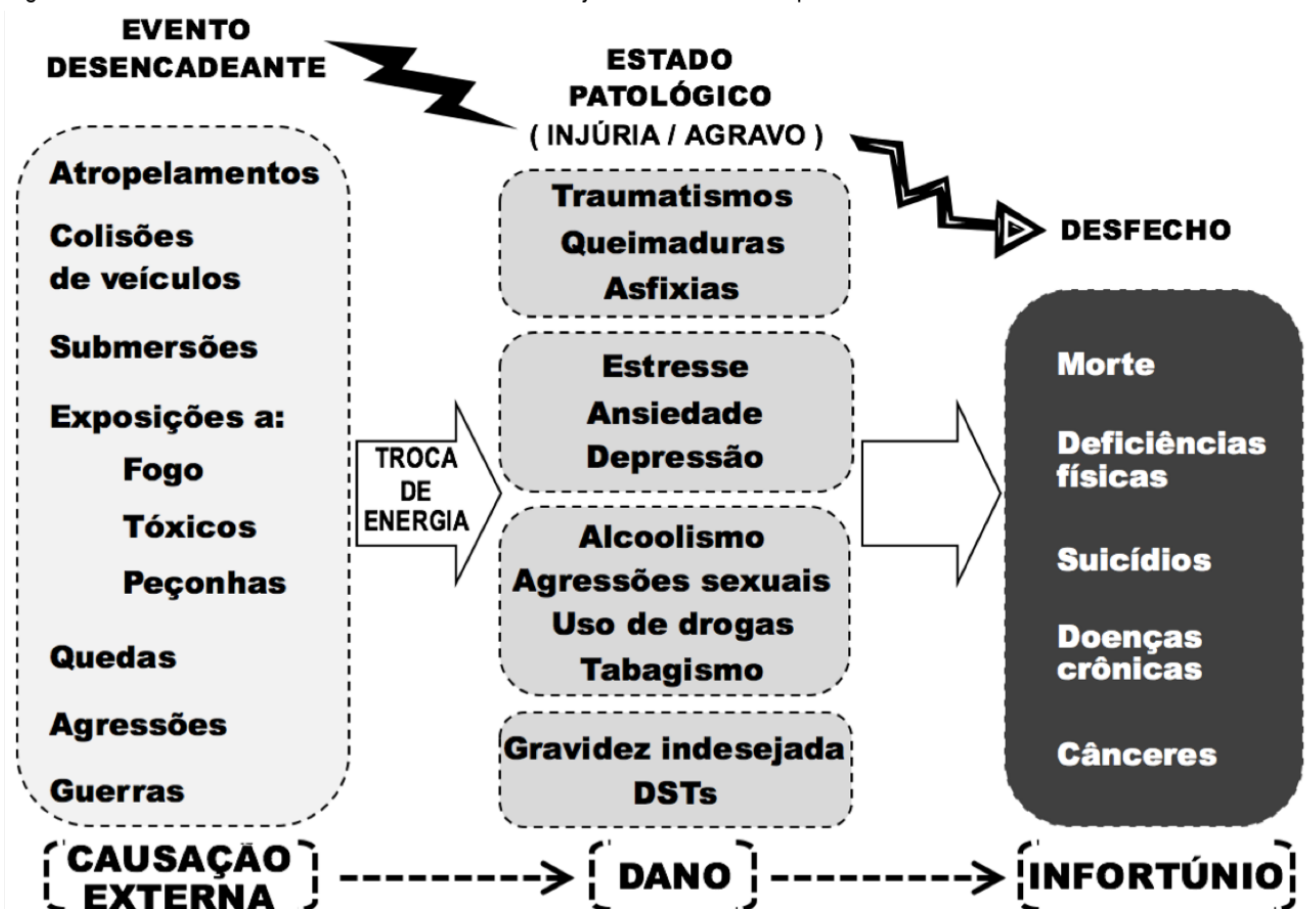 EVENTO
DESENCADEANTE
ESTADO
PATOLÓGICO
( INJÚRIA / AGRAVO )
DESFECHO
Atropelamentos
Colisões
de veículos
Submersões
Exposições a:
Fogo
Tóxicos
Peçonhas
Quedas
Agressões
Guerras
TROCA
DE
ENERGIA
Traumatismos
Queimaduras
Asfixias
Estresse
Ansiedade
Depressão
Alcoolismo
Agressões sexuais
Uso de drogas
Tabagismo
Gravidez indesejada
DSTs
Morte
Deficiências
físicas
Suicídios
Doenças
crônicas
Cânceres
CAUSAÇÃO
EXTERNA
DANO
INFORTÚNIO